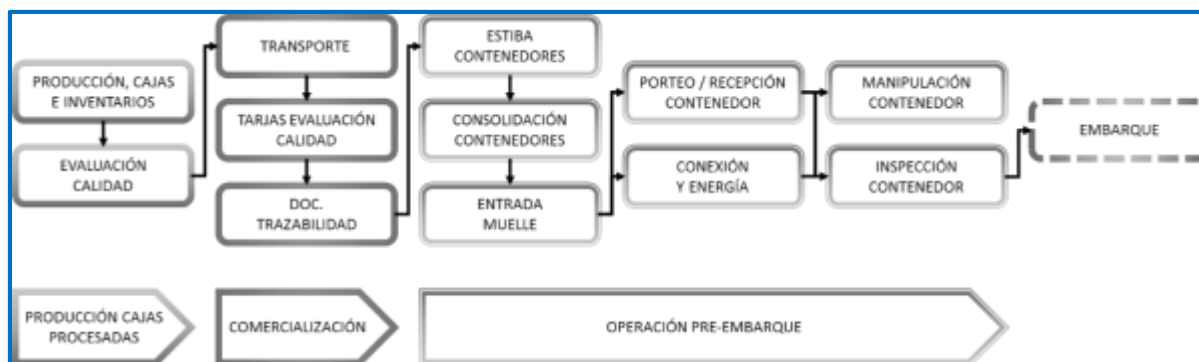 PRODUCCIÓN, CAJAS
E INVENTARIOS
EVALUACIÓN
CALIDAD
TRANSPORTE
TARJAS EVALUACIÓN
CALIDAD
DOC.
TRAZABILIDAD
ESTIBA
CONTENEDORES
CONSOLIDACIÓN
CONTENEDORES
ENTRADA
MUELLE
PORTEO / RECEPCIÓN
CONTENEDOR
CONEXIÓN
Y ENERGÍA
MANIPULACIÓN
CONTENEDOR
INSPECCIÓN
CONTENEDOR
EMBARQUE
PRODUCCIÓN CAJAS
PROCESADAS
COMERCIALIZACIÓN
OPERACIÓN PRE-EMBARQUE